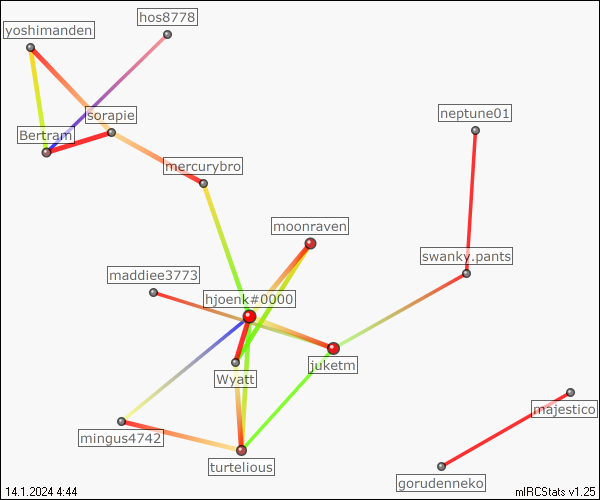 hos8778
yoshimanden
sorapie
neptune01
Bertram
mercurybro
moonraven
swanky.pants
maddiee3773
hjoenk#0000
juketm
Wyatt
majestico
mingus4742
turtelious
gorudenneko
14.1.2024 4:44
mIRCStats v1.25